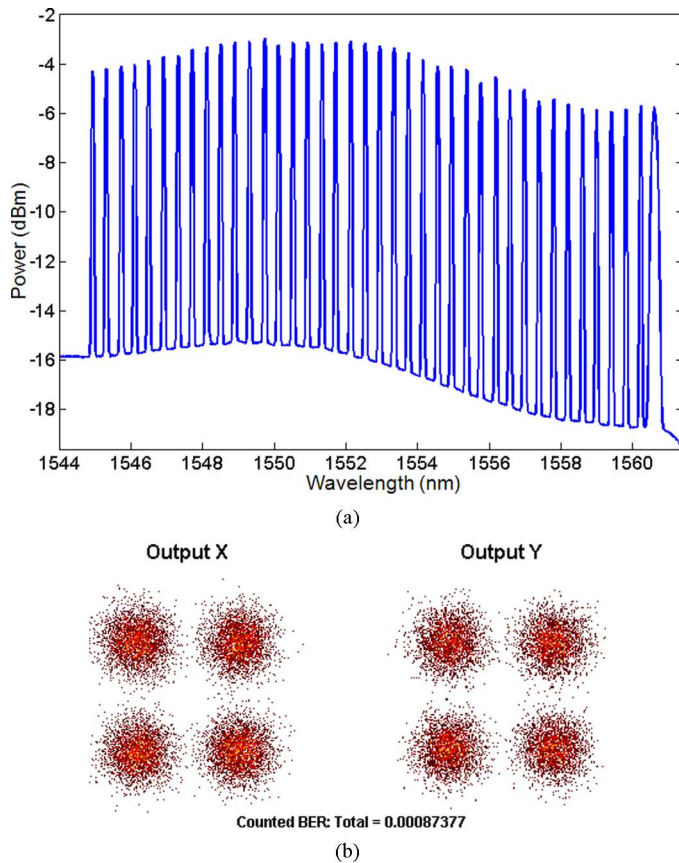 -2
-4
-6
-8
-10
-12
-14
-16
-18
Power (dBm)
1544 1546 1548 1550 1552 1554 1556 1558 1560
Wavelength (nm)
(a)
Output X Output Y
Counted BER: Total = 0.00087377
(b)